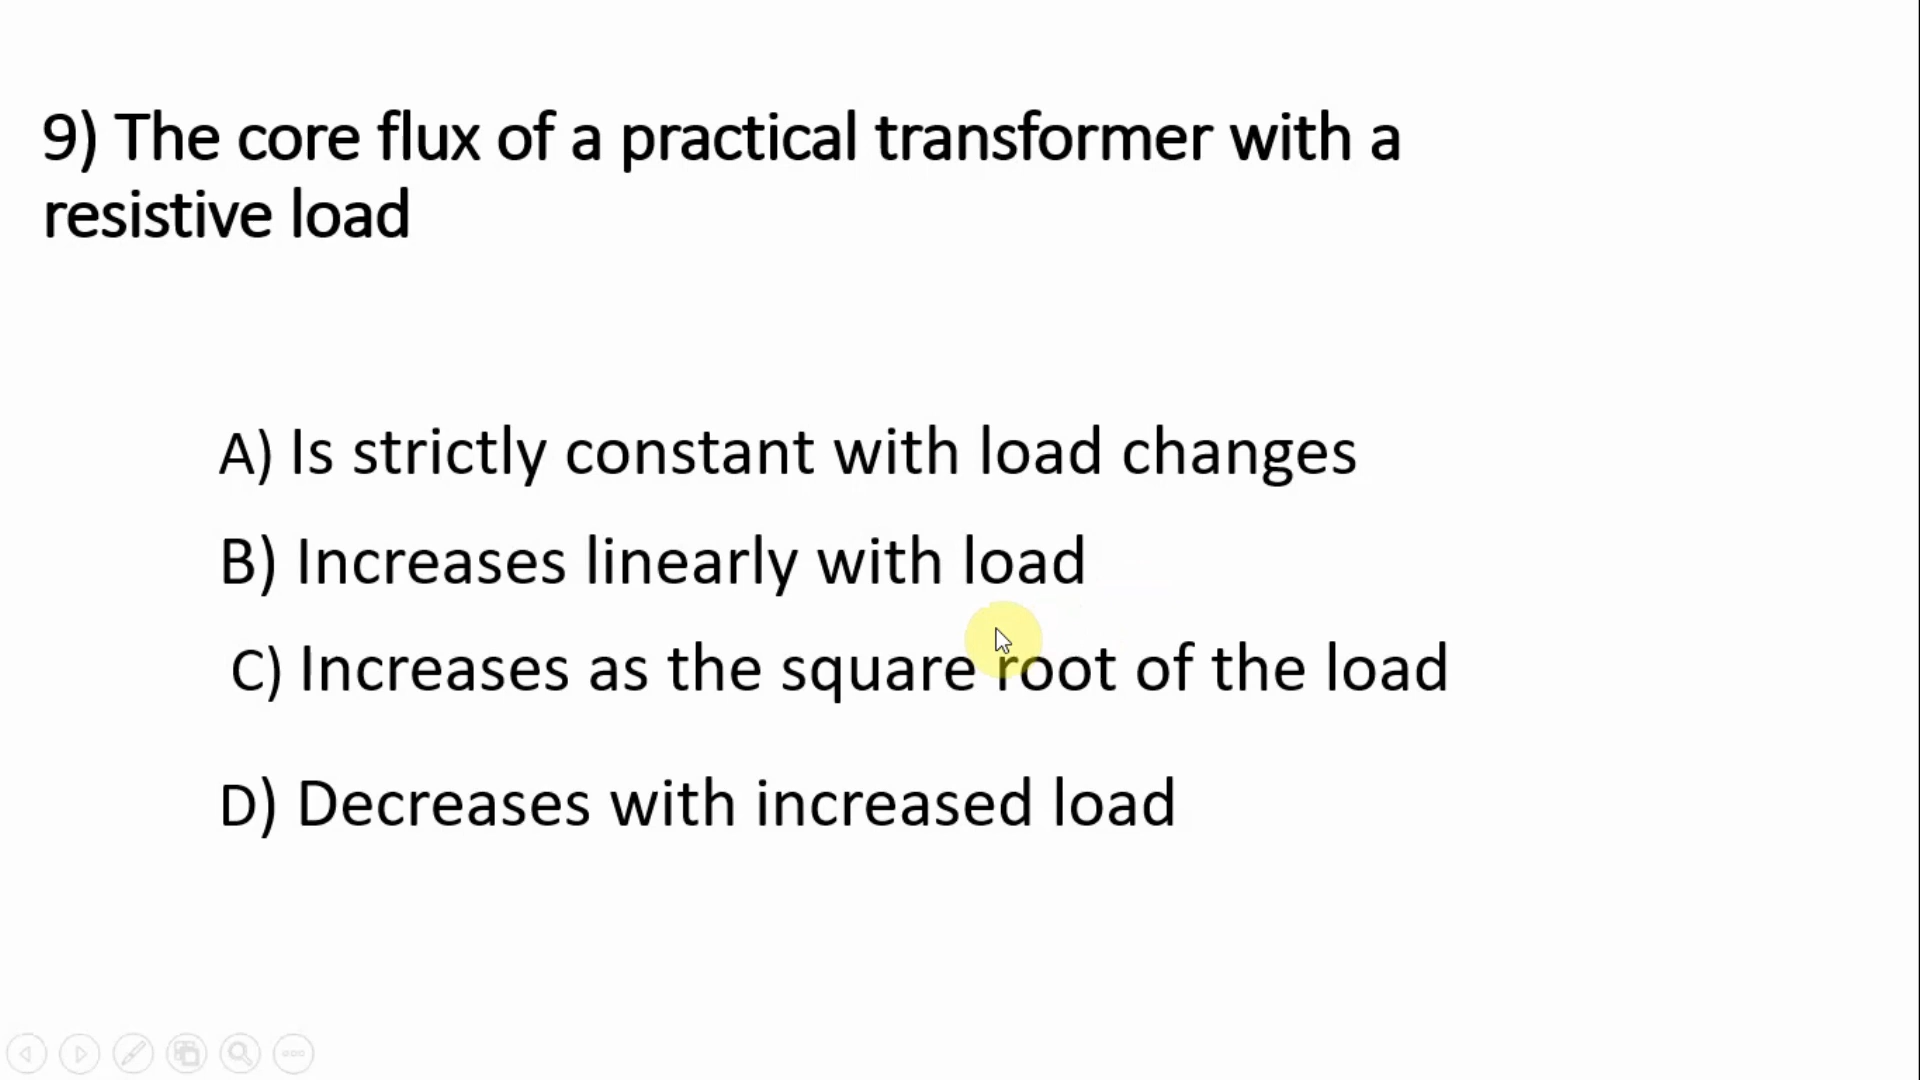 9) The core flux of a practical transformer with a
resistive load
A) Is strictly constant with load changes
B) Increases linearly with load
C) Increases as the square root of the load
D) Decreases with increased load